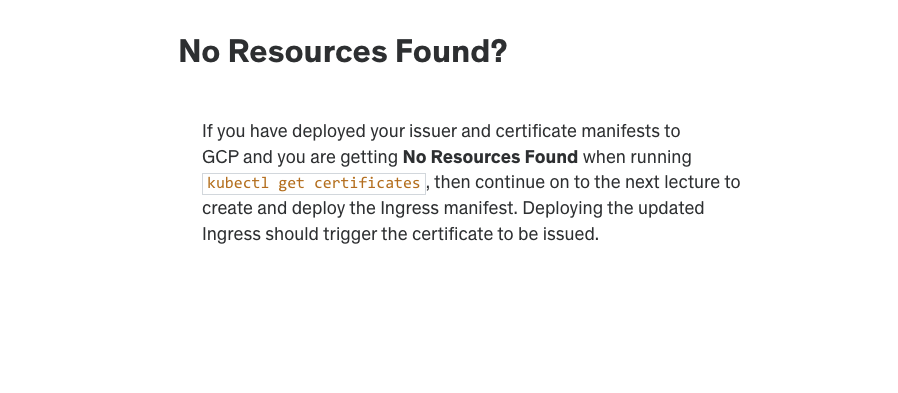 No Resources Found?
If you have deployed your issuer and certificate manifests to
GCP and you are getting No Resources Found when running
kubectl get certificates, then continue on to the next lecture to
create and deploy the Ingress manifest. Deploying the updated
Ingress should trigger the certificate to be issued.